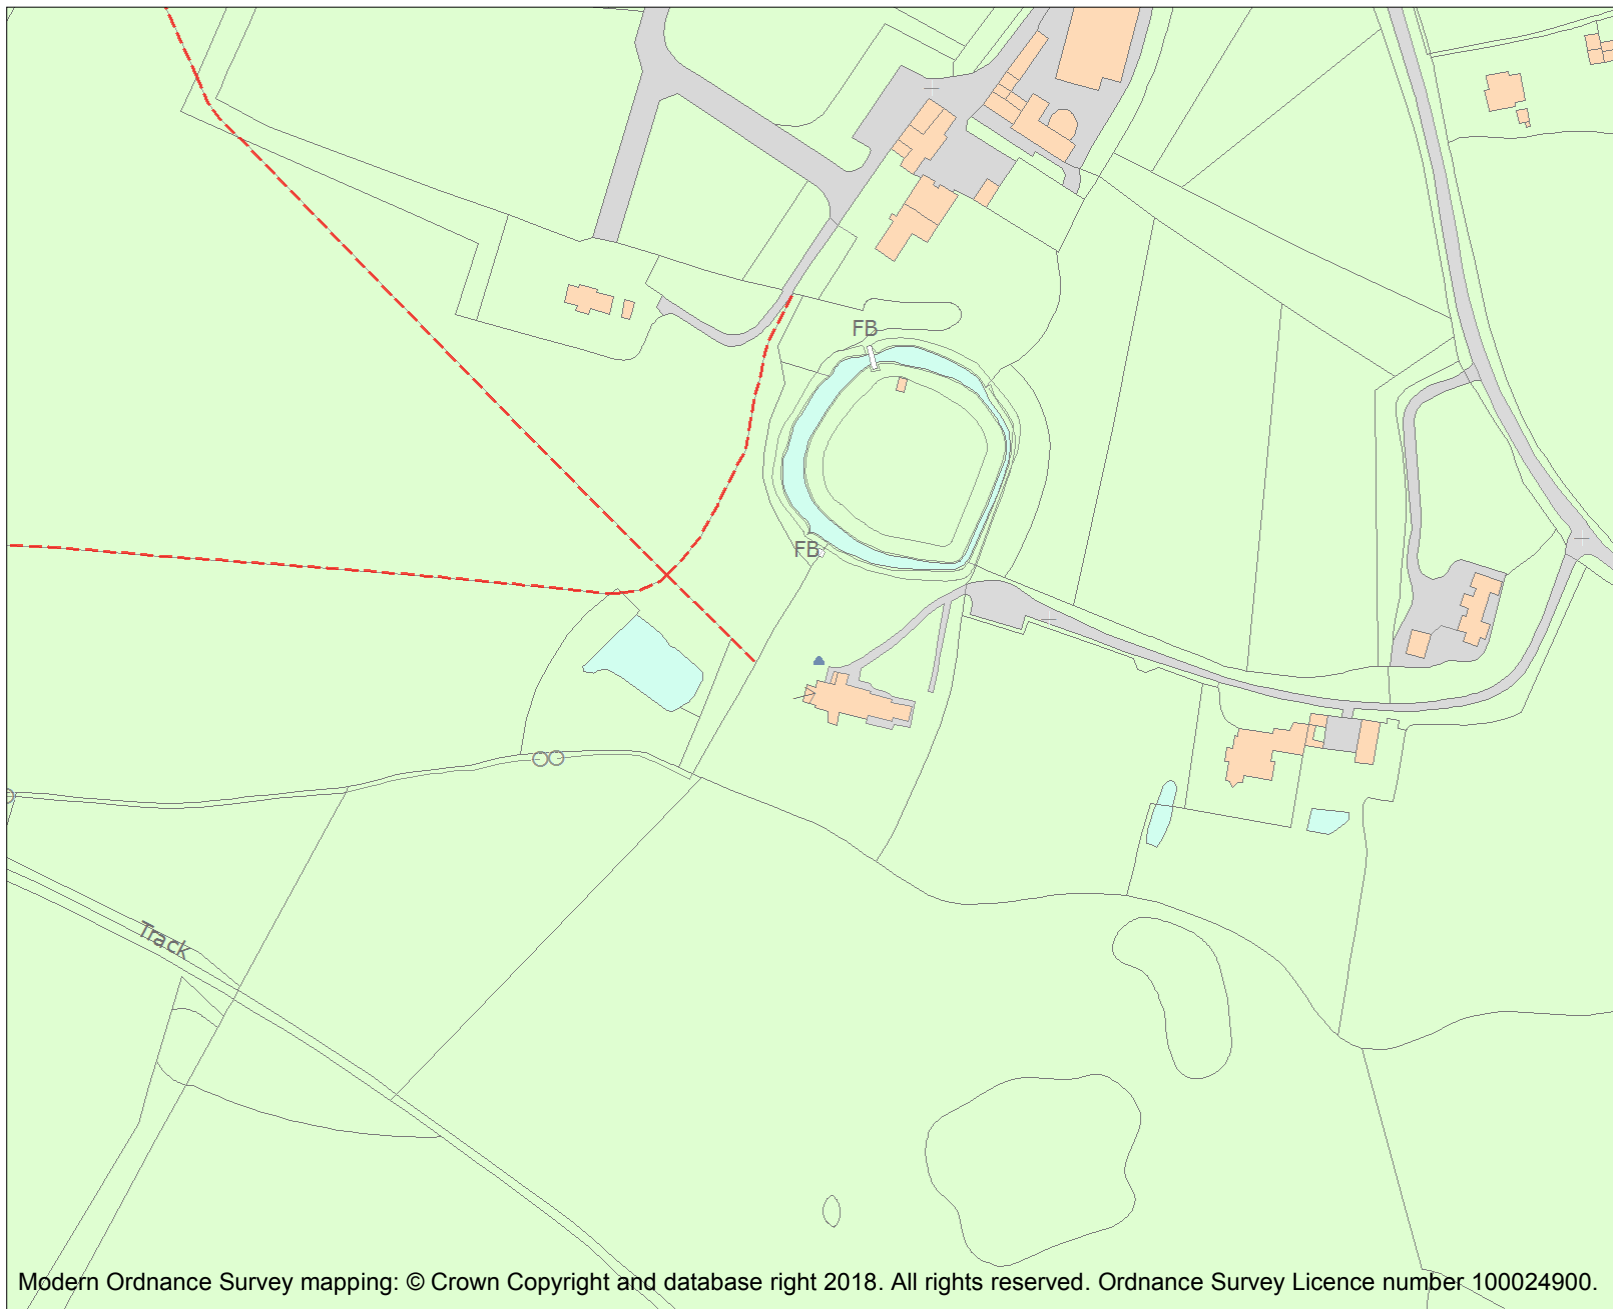 FB
FB
Track
Modern Ordnance Survey mapping: © Crown Copyright and database right 2018. All rights reserved. Ordnance Survey Licence number 100024900.